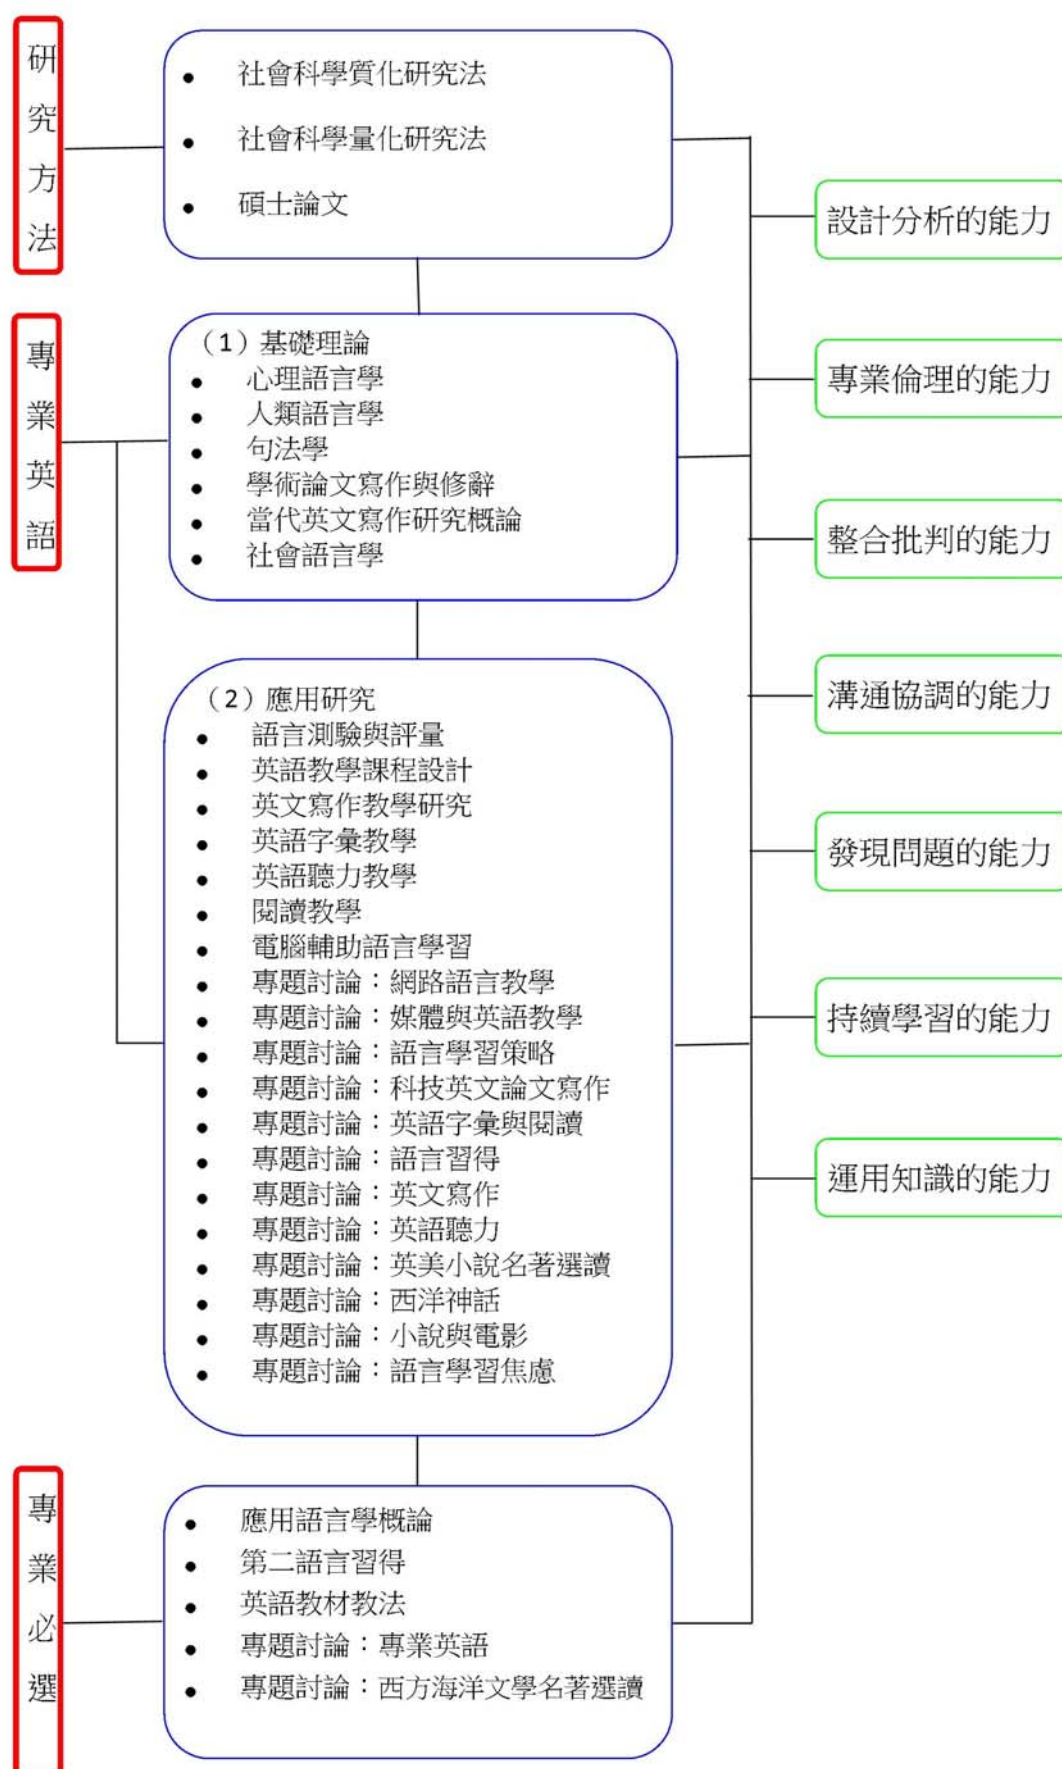 研究方法
• 社會科學質化研究法
• 社會科學量化研究法
• 碩士論文
專業英語
（1）基礎理論
• 心理語言學
• 人類語言學
• 句法學
• 學術論文寫作與修辭
• 當代英文寫作研究概論
• 社會語言學
（2）應用研究
• 語言測驗與評量
• 英語教學課程設計
• 英文寫作教學研究
• 英語字彙教學
• 英語聽力教學
• 閱讀教學
• 電腦輔助語言學習
• 專題討論：網路語言教學
• 專題討論：媒體與英語教學
• 專題討論：語言學習策略
• 專題討論：科技英文論文寫作
• 專題討論：英語字彙與閱讀
• 專題討論：語言習得
• 專題討論：英文寫作
• 專題討論：英語聽力
• 專題討論：英美小說名著選讀
• 專題討論：西洋神話
• 專題討論：小說與電影
• 專題討論：語言學習焦慮
專業必選
• 應用語言學概論
• 第二語言習得
• 英語教材教法
• 專題討論：專業英語
• 專題討論：西方海洋文學名著選讀
設計分析的能力
專業倫理的能力
整合批判的能力
溝通協調的能力
發現問題的能力
持續學習的能力
運用知識的能力